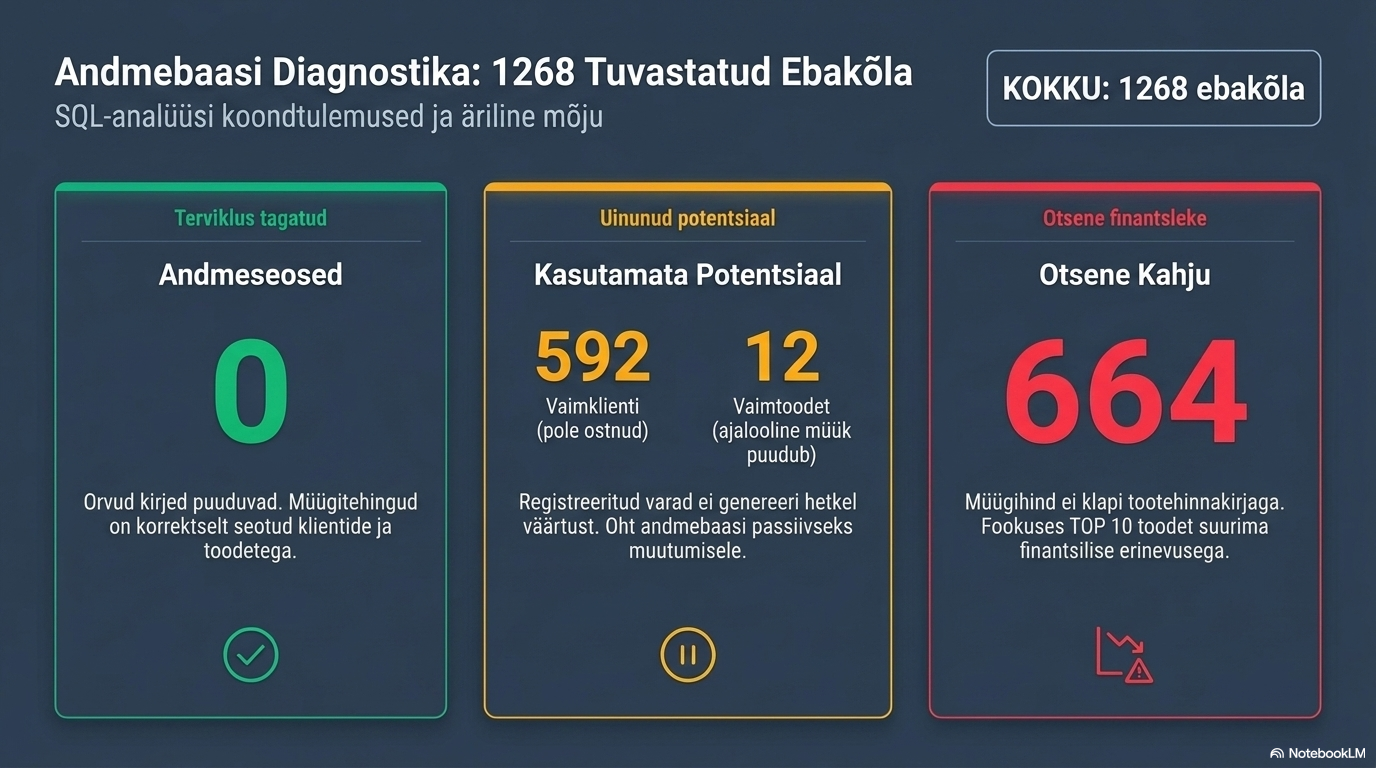 Andmebaasi Diagnostika: 1268 Tuvastatud Ebakõla
SQL-analüüsi koondtulemused ja äriline mõju
KOKKU: 1268 ebakõla
Terviklus tagatud
Andmeseosed
0
Orvud kirjed puuduvad. Müügitehingud
on korrektselt seotud klientide ja
toodetega.
Uinunud potentsiaal
Kasutamata Potentsiaal
592
Vaimklienti
(pole ostnud)
12
Vaimtoodet
(ajalooline müük
puudub)
Registreeritud varad ei genereeri hetkel
väärtust. Oht andmebaasi passiivseks
muutumisele.
Otsene finantsleke
Otsene Kahju
664
Müügihind ei klapi tootehinnakirjaga.
Fookuses TOP 10 toodet suurima
finantsilise erinevusega.
NotebookLM